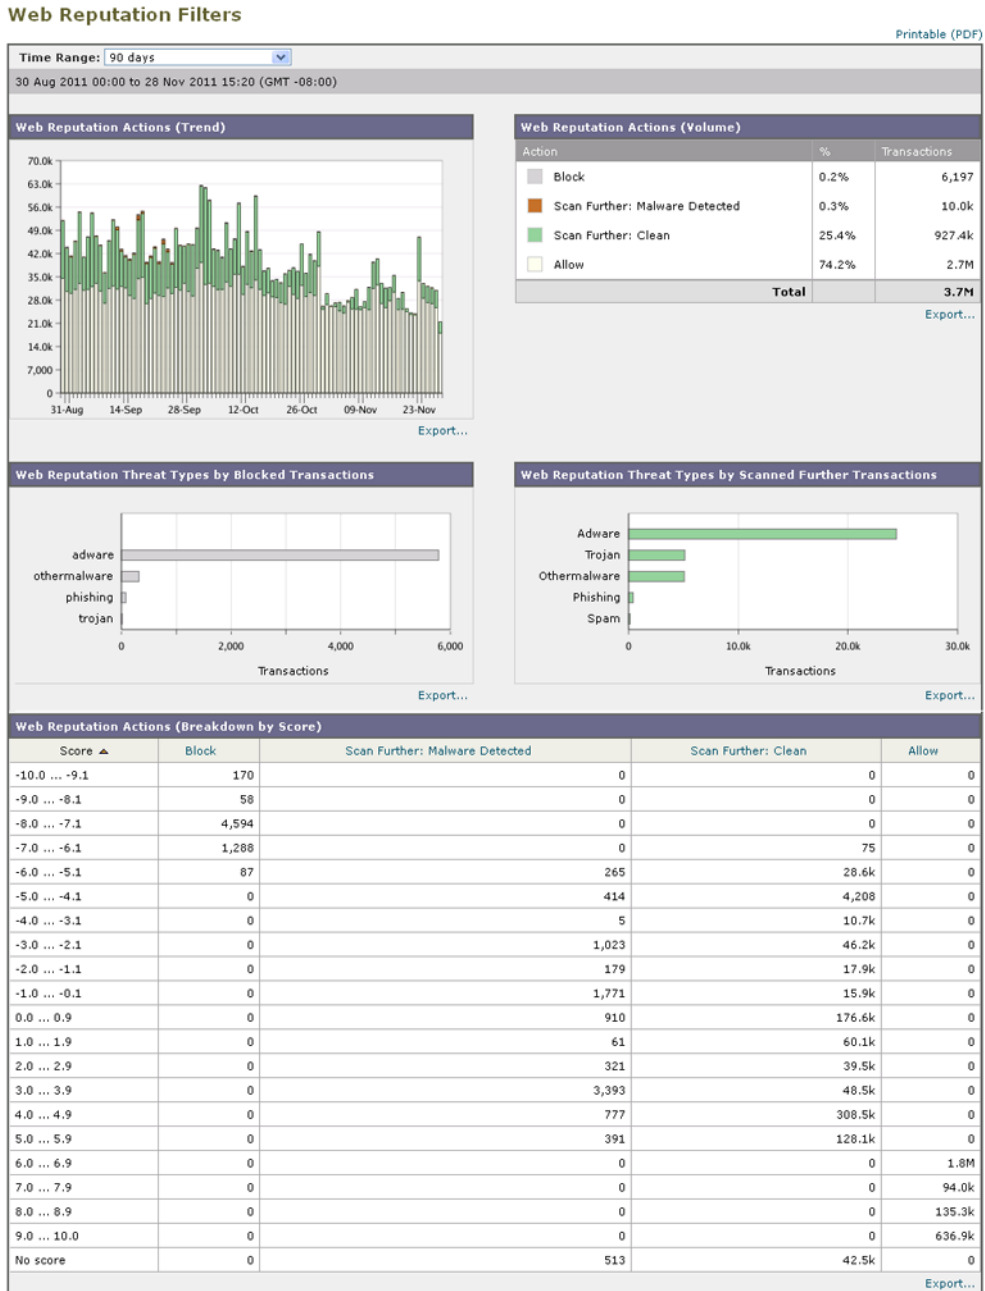 Web Reputation Filters
Printable (PDF)
Time Range: 90 days
30 Aug 2011 00:00 to 28 Nov 2011 15:20 (GMT -08:00)
Web Reputation Actions (Trend)
70.0k
63.0k
56.0k
49.0k
42.0k
35.0k
28.0k
21.0k
14.0k
7,000
0
31-Aug 14-Sep 28-Sep 12-Oct 26-Oct 09-Nov 23-Nov
Export...
Web Reputation Actions (Volume)
Action % Transactions
Block 0.2% 6,197
Scan Further: Malware Detected 0.3% 10.0k
Scan Further: Clean 25.4% 927.4k
Allow 74.2% 2.7M
Total 3.7M
Export...
Web Reputation Threat Types by Blocked Transactions
adware
othermalware
phishing
trojan
0 2,000 4,000 6,000
Transactions
Export...
Web Reputation Threat Types by Scanned Further Transactions
Adware
Trojan
Othermalware
Phishing
Spam
0 10.0k 20.0k 30.0k
Transactions
Export...
Web Reputation Actions (Breakdown by Score)
Score Block Scan Further: Malware Detected Scan Further: Clean Allow
-10.0 ... -9.1 170 0 0 0
-9.0 ... -8.1 58 0 0 0
-8.0 ... -7.1 4,594 0 0 0
-7.0 ... -6.1 1,288 0 75 0
-6.0 ... -5.1 87 265 28.6k 0
-5.0 ... -4.1 0 414 4,208 0
-4.0 ... -3.1 0 5 10.7k 0
-3.0 ... -2.1 0 1,023 46.2k 0
-2.0 ... -1.1 0 179 17.9k 0
-1.0 ... -0.1 0 1,771 15.9k 0
0.0 ... 0.9 0 910 176.6k 0
1.0 ... 1.9 0 61 60.1k 0
2.0 ... 2.9 0 321 39.5k 0
3.0 ... 3.9 0 3,393 48.5k 0
4.0 ... 4.9 0 777 308.5k 0
5.0 ... 5.9 0 391 128.1k 0
6.0 ... 6.9 0 0 0 1.8M
7.0 ... 7.9 0 0 0 94.0k
8.0 ... 8.9 0 0 0 135.3k
9.0 ... 10.0 0 0 0 636.9k
No score 0 513 42.5k 0
Export...